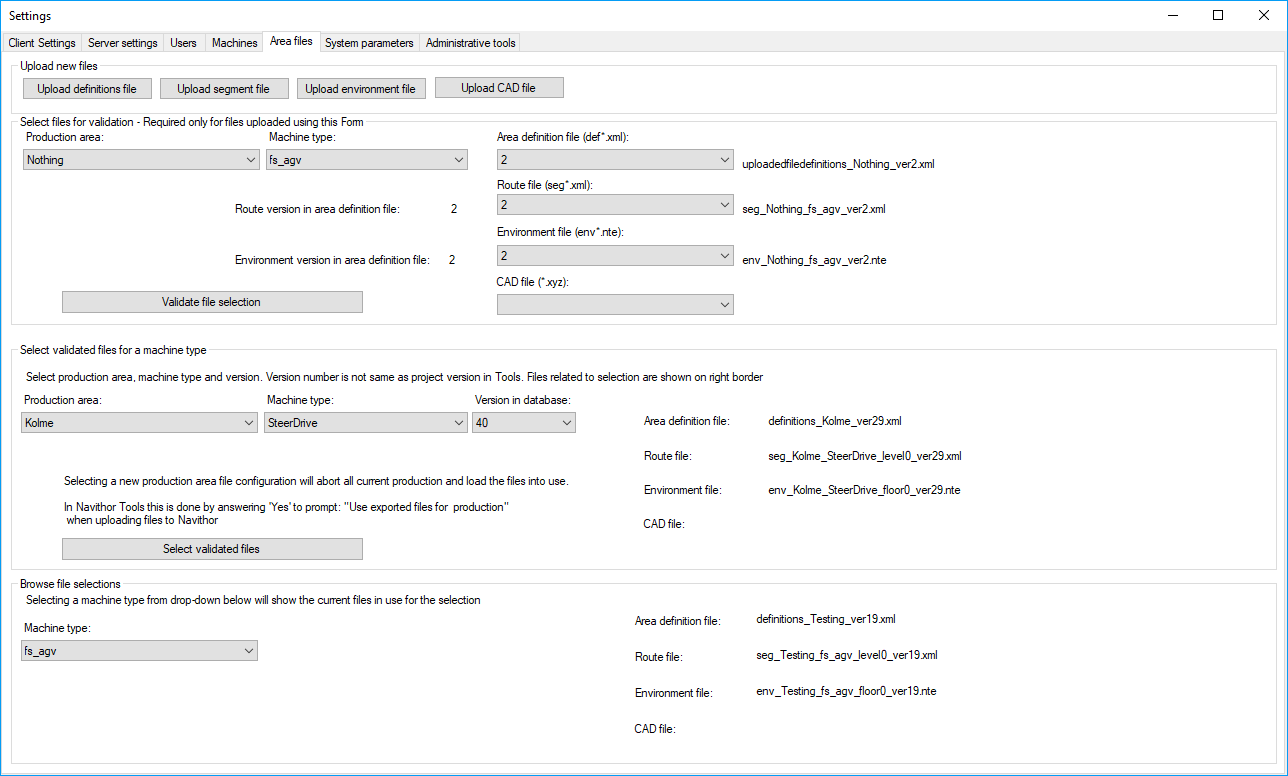 Settings
Client Settings Server settings Users Machines Area files System parameters Administrative tools
Upload new files
Upload definitions file Upload segment file Upload environment file Upload CAD file
Select files for validation - Required only for files uploaded using this Form
Production area: Machine type: Area definition file (def*.xml):
Nothing fs_agv 2 uploadedfiledefinitions_Nothing_ver2.xml
Route file (seg*.xml):
Route version in area definition file: 2 2 seg_Nothing_fs_agv_ver2.xml
Environment file (env*.nte):
Environment version in area definition file: 2 2 env_Nothing_fs_agv_ver2.nte
CAD file (*.xyz):
Validate file selection
Select validated files for a machine type
Select production area, machine type and version. Version number is not same as project version in Tools. Files related to selection are shown on right border
Production area: Machine type: Version in database:
Kolme SteerDrive 40 Area definition file: definitions_Kolme_ver29.xml
Route file: seg_Kolme_SteerDrive_level0_ver29.xml
Selecting a new production area file configuration will abort all current production and load the files into use.
Environment file: env_Kolme_SteerDrive_floor0_ver29.nte
In Navithor Tools this is done by answering 'Yes' to prompt: "Use exported files for production"
when uploading files to Navithor
CAD file:
Select validated files
Browse file selections
Selecting a machine type from drop-down below will show the current files in use for the selection
Area definition file: definitions_Testing_ver19.xml
Machine type:
fs_agv
Route file: seg_Testing_fs_agv_level0_ver19.xml
Environment file: env_Testing_fs_agv_floor0_ver19.nte
CAD file: